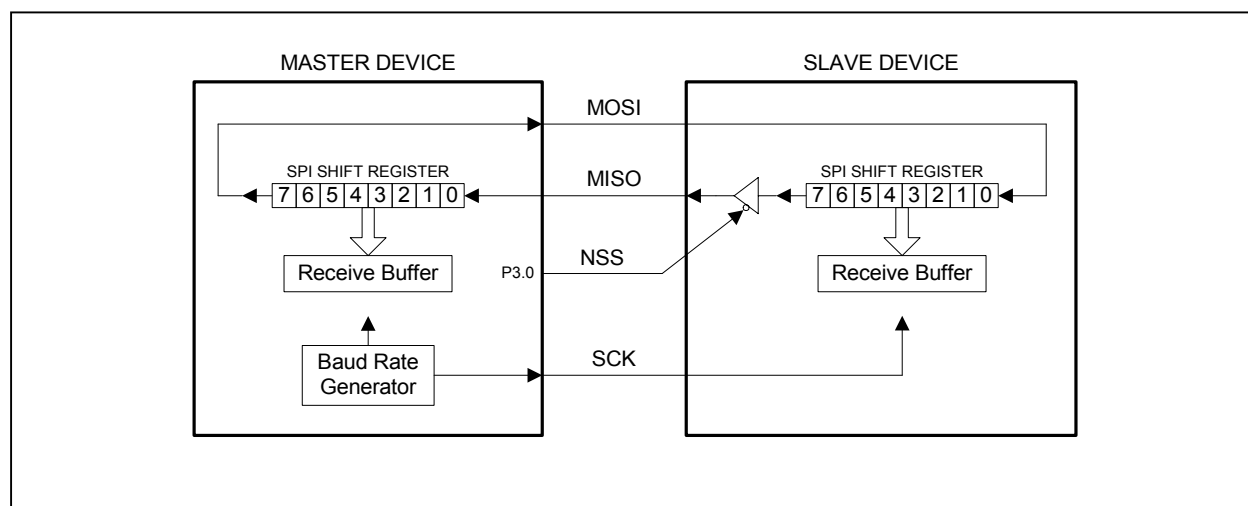 MASTER DEVICE
SLAVE DEVICE
MOSI
SPI SHIFT REGISTER
7 6 5 4 3 2 1 0
MISO
SPI SHIFT REGISTER
7 6 5 4 3 2 1 0
Receive Buffer
P3.0
NSS
Receive Buffer
Baud Rate
Generator
SCK